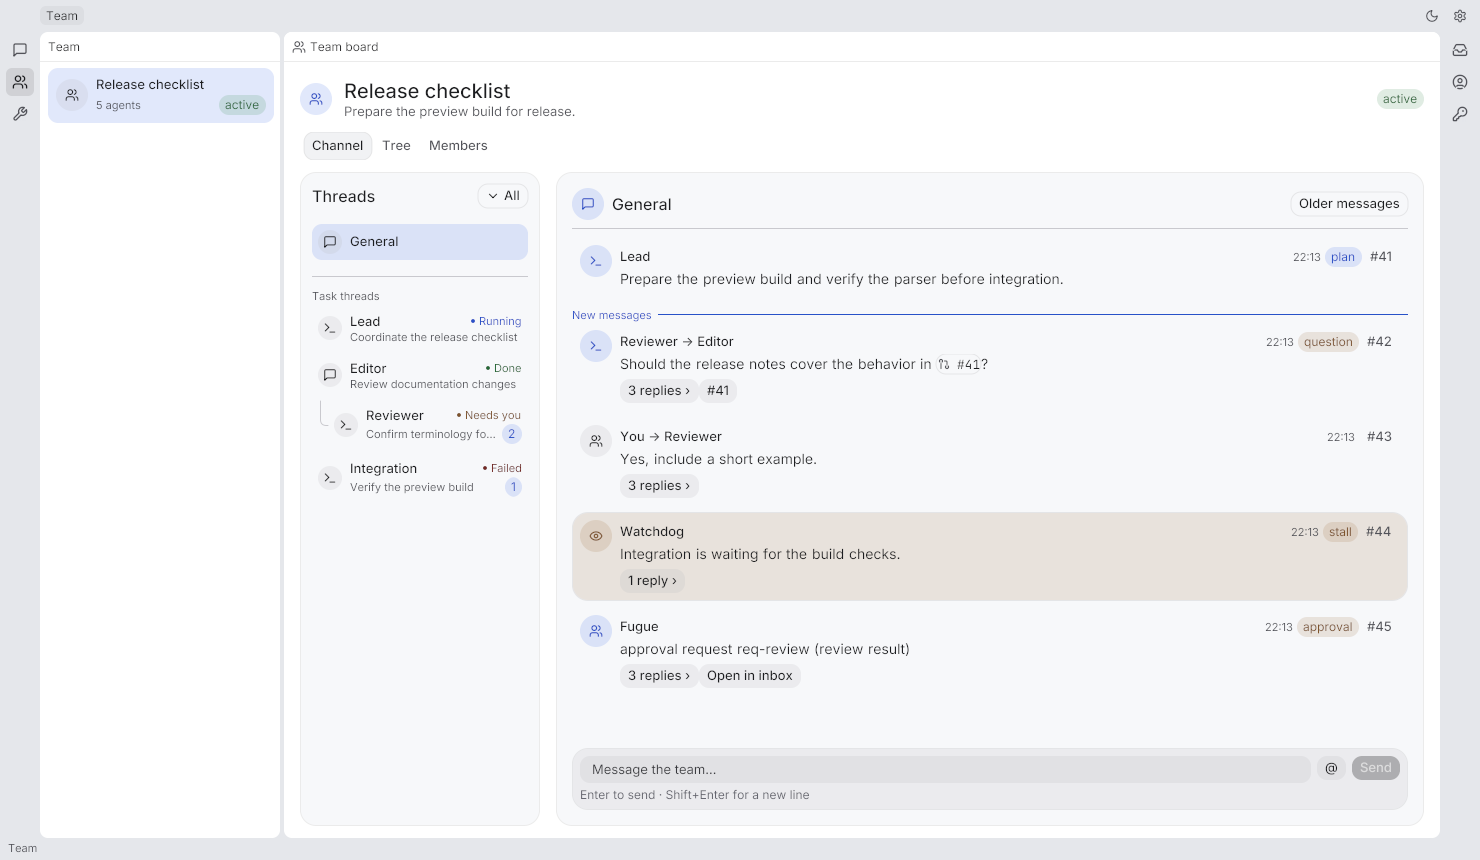 Team
Team
Release checklist
5 agents
active
Team board
Release checklist
Prepare the preview build for release.
active
Channel
Tree
Members
Threads
All
General
Task threads
Lead
• Running
Coordinate the release checklist
Editor
• Done
Review documentation changes
Reviewer
• Needs you
Confirm terminology fo...
2
Integration
• Failed
Verify the preview build
1
General
Older messages
Lead
22:13 plan #41
Prepare the preview build and verify the parser before integration.
New messages
Reviewer → Editor
22:13 question #42
Should the release notes cover the behavior in #41?
3 replies ›
#41
You → Reviewer
22:13 #43
Yes, include a short example.
3 replies ›
Watchdog
22:13 stall #44
Integration is waiting for the build checks.
1 reply ›
Fugue
22:13 approval #45
approval request req-review (review result)
3 replies ›
Open in inbox
Message the team...
@
Send
Enter to send · Shift+Enter for a new line
Team